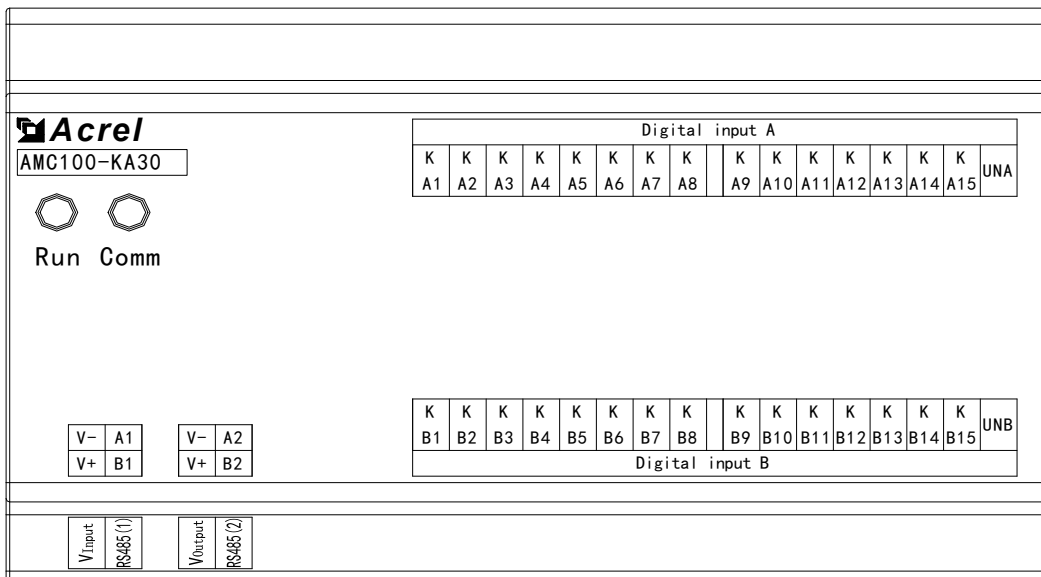 Acrel
AMC100-KA30
Run Comm
Digital input A
K K K K K K K K K K K K K K K UNA
A1 A2 A3 A4 A5 A6 A7 A8 A9 A10 A11 A12 A13 A14 A15
K K K K K K K K K K K K K K K UNB
B1 B2 B3 B4 B5 B6 B7 B8 B9 B10 B11 B12 B13 B14 B15
Digital input B
V- A1 V- A2
V+ B1 V+ B2
VInput RS485(1) VOutput RS485(2)